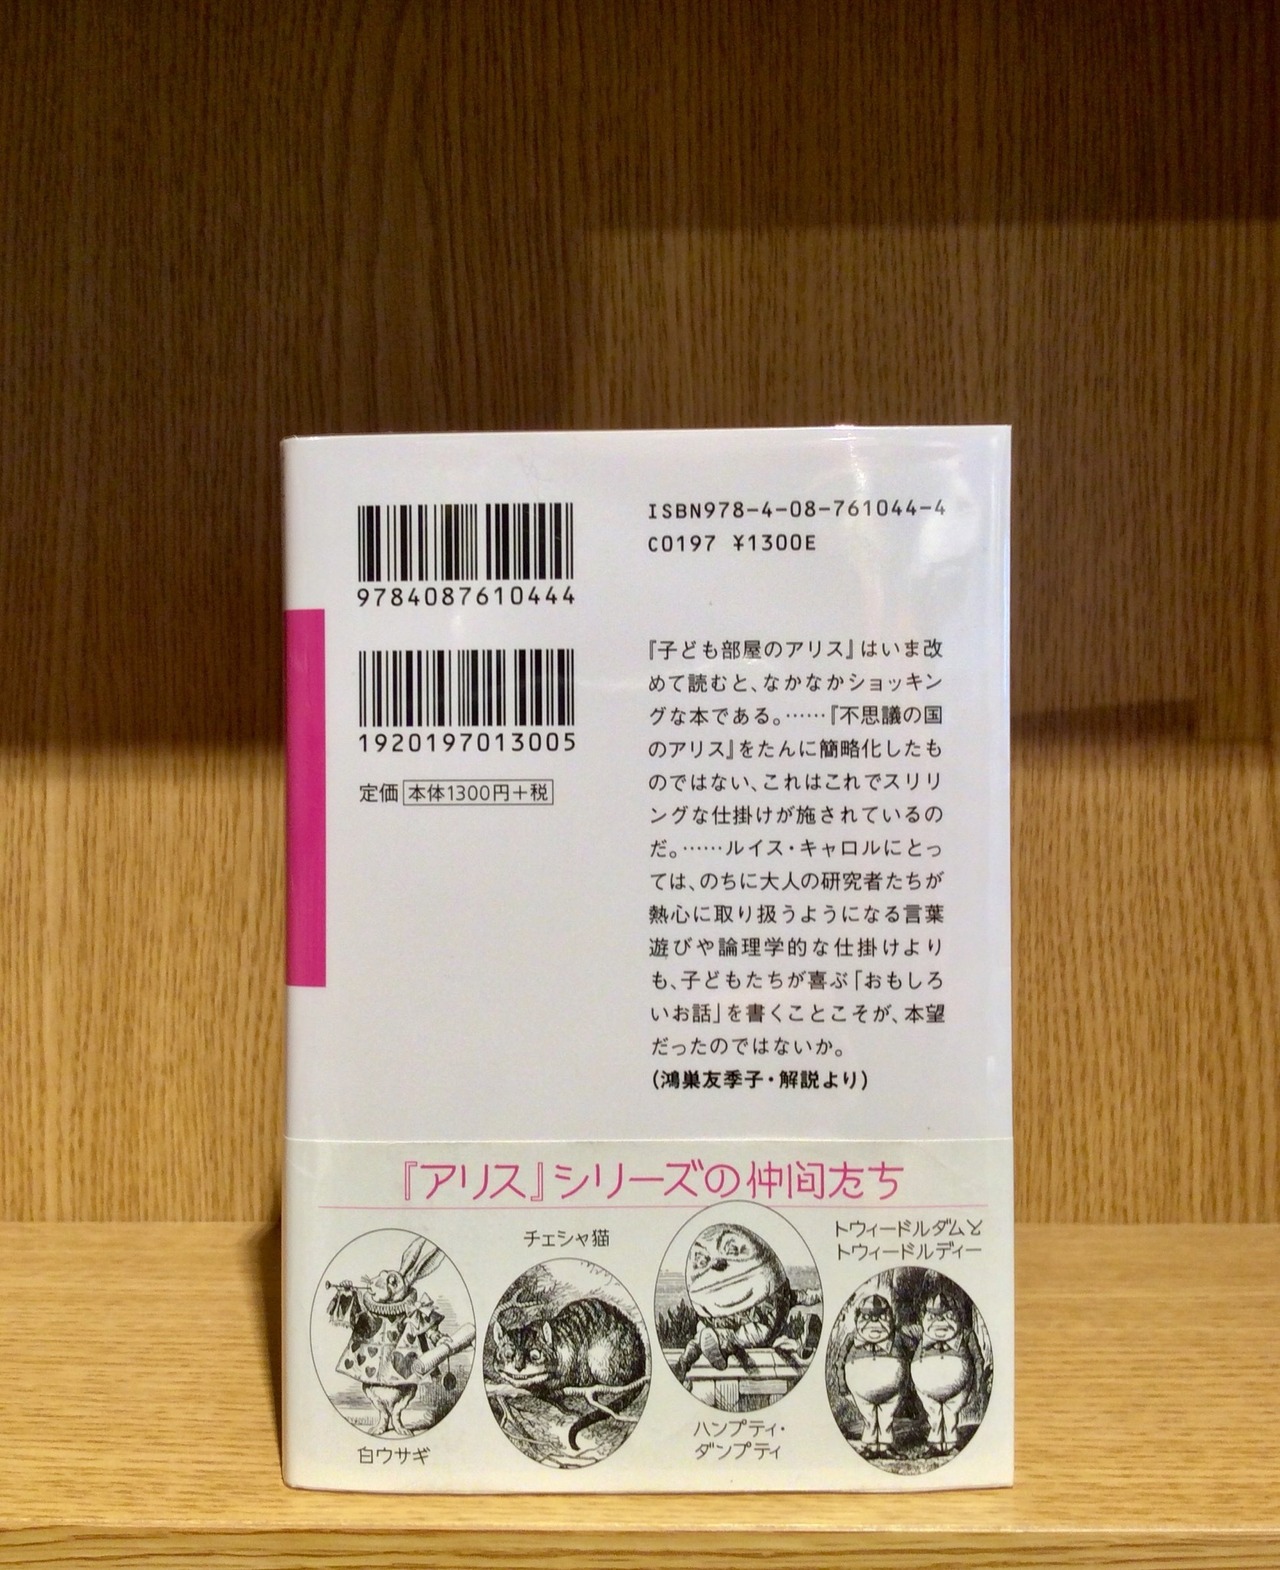 9784087610444
1920197013005
定価 本体1300円+税
ISBN978-4-08-761044-4
C0197 ¥1300E
『子ども部屋のアリス』はいま改
めて読むと、なかなかショッキン
グな本である。……『不思議の国
のアリス』をたんに簡略化したも
のではない、これはこれでスリリ
ングな仕掛けが施されているの
だ。……ルイス・キャロルにとっ
ては、のちに大人の研究者たちが
熱心に取り扱うようになる言葉
遊びや論理学的な仕掛けより
も、子どもたちが喜ぶ「おもしろ
いお話」を書くことこそが、本望
だったのではないか。
(鴻巣友季子・解説より)
『アリス』シリーズの仲間たち
白ウサギ
チェシャ猫
ハンプティ・
ダンプティ
トウィードルダムと
トウィードルディー